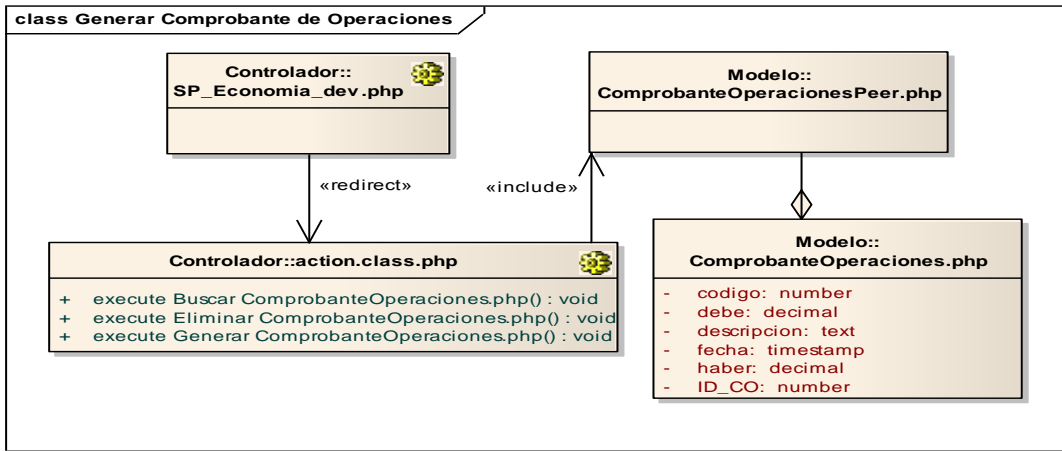 class Generar Comprobante de Operaciones
Controlador::
SP_Economia_dev.php
Modelo::
ComprobanteOperacionesPeer.php
«redirect»
«include»
Controlador::action.class.php
+ execute Buscar ComprobanteOperaciones.php() : void
+ execute Eliminar ComprobanteOperaciones.php() : void
+ execute Generar ComprobanteOperaciones.php() : void
Modelo::
ComprobanteOperaciones.php
- codigo: number
- debe: decimal
- descripcion: text
- fecha: timestamp
- haber: decimal
- ID_CO: number